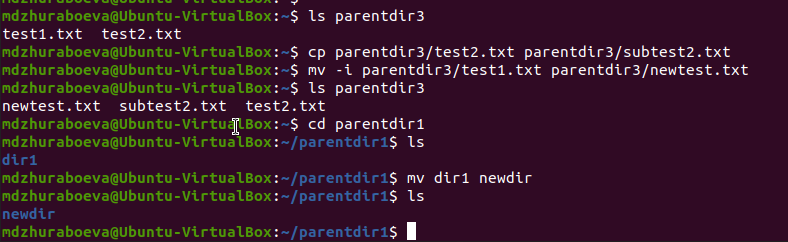 mdzhuraboeva@Ubuntu-VirtualBox:~$ ls parentdir3
test1.txt  test2.txt
mdzhuraboeva@Ubuntu-VirtualBox:~$ cp parentdir3/test2.txt parentdir3/subtest2.txt
mdzhuraboeva@Ubuntu-VirtualBox:~$ mv -i parentdir3/test1.txt parentdir3/newtest.txt
mdzhuraboeva@Ubuntu-VirtualBox:~$ ls parentdir3
newtest.txt  subtest2.txt  test2.txt
mdzhuraboeva@Ubuntu-VirtualBox:~$ cd parentdir1
mdzhuraboeva@Ubuntu-VirtualBox:~/parentdir1$ ls
dir1
mdzhuraboeva@Ubuntu-VirtualBox:~/parentdir1$ mv dir1 newdir
mdzhuraboeva@Ubuntu-VirtualBox:~/parentdir1$ ls
newdir
mdzhuraboeva@Ubuntu-VirtualBox:~/parentdir1$